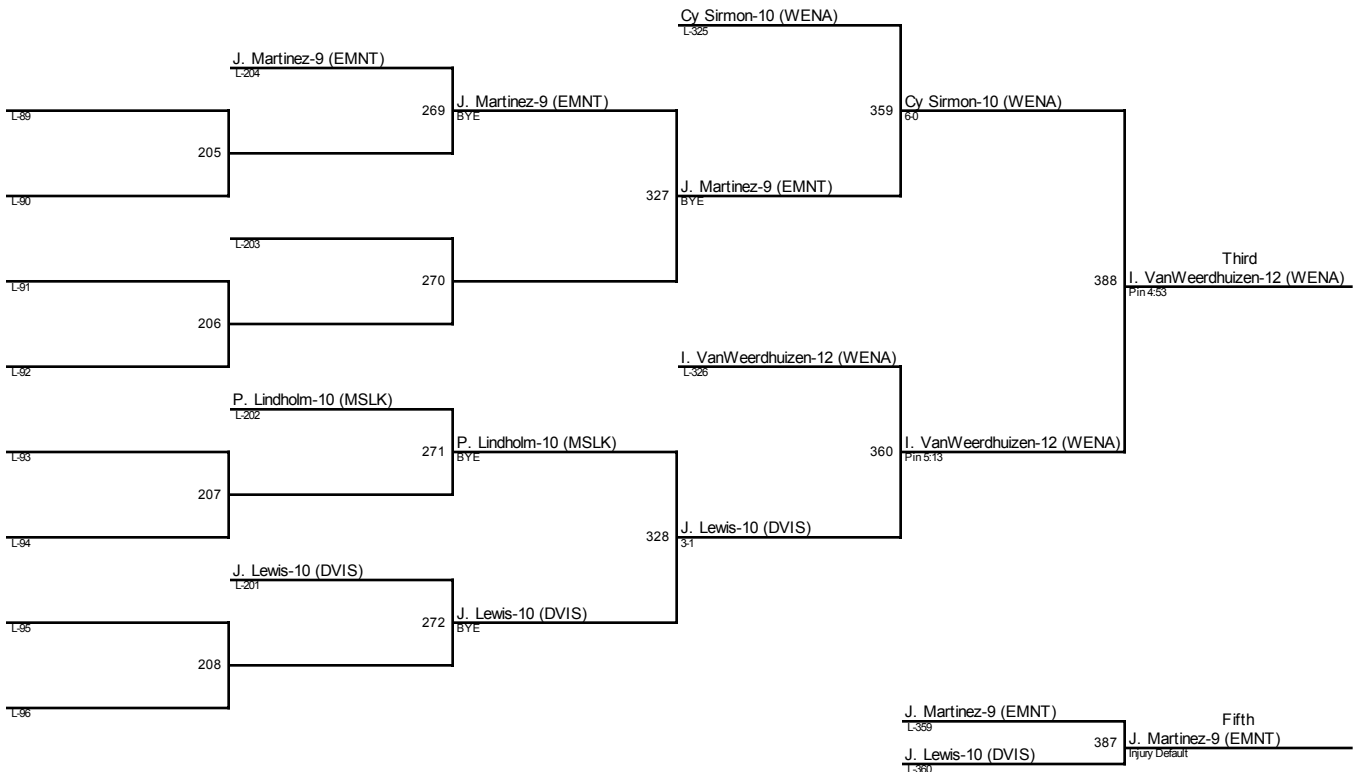 Cy Sirmon-10 (WENA)
L-325
J. Martinez-9 (EMNT)
L-204
269
J. Martinez-9 (EMNT)
BYE
359
Cy Sirmon-10 (WENA)
6-0
L-89
205
L-90
327
J. Martinez-9 (EMNT)
BYE
L-203
270
L-91
206
L-92
388
Third
I. VanWeerdhuizen-12 (WENA)
Pin 4:53
I. VanWeerdhuizen-12 (WENA)
L-326
P. Lindholm-10 (MSLK)
L-202
271
P. Lindholm-10 (MSLK)
BYE
360
I. VanWeerdhuizen-12 (WENA)
Pin 5:13
L-93
207
L-94
328
J. Lewis-10 (DVIS)
3-1
J. Lewis-10 (DVIS)
L-201
272
J. Lewis-10 (DVIS)
BYE
L-95
208
L-96
J. Martinez-9 (EMNT)
L-359
387
Fifth
J. Martinez-9 (EMNT)
Injury Default
J. Lewis-10 (DVIS)
L-360